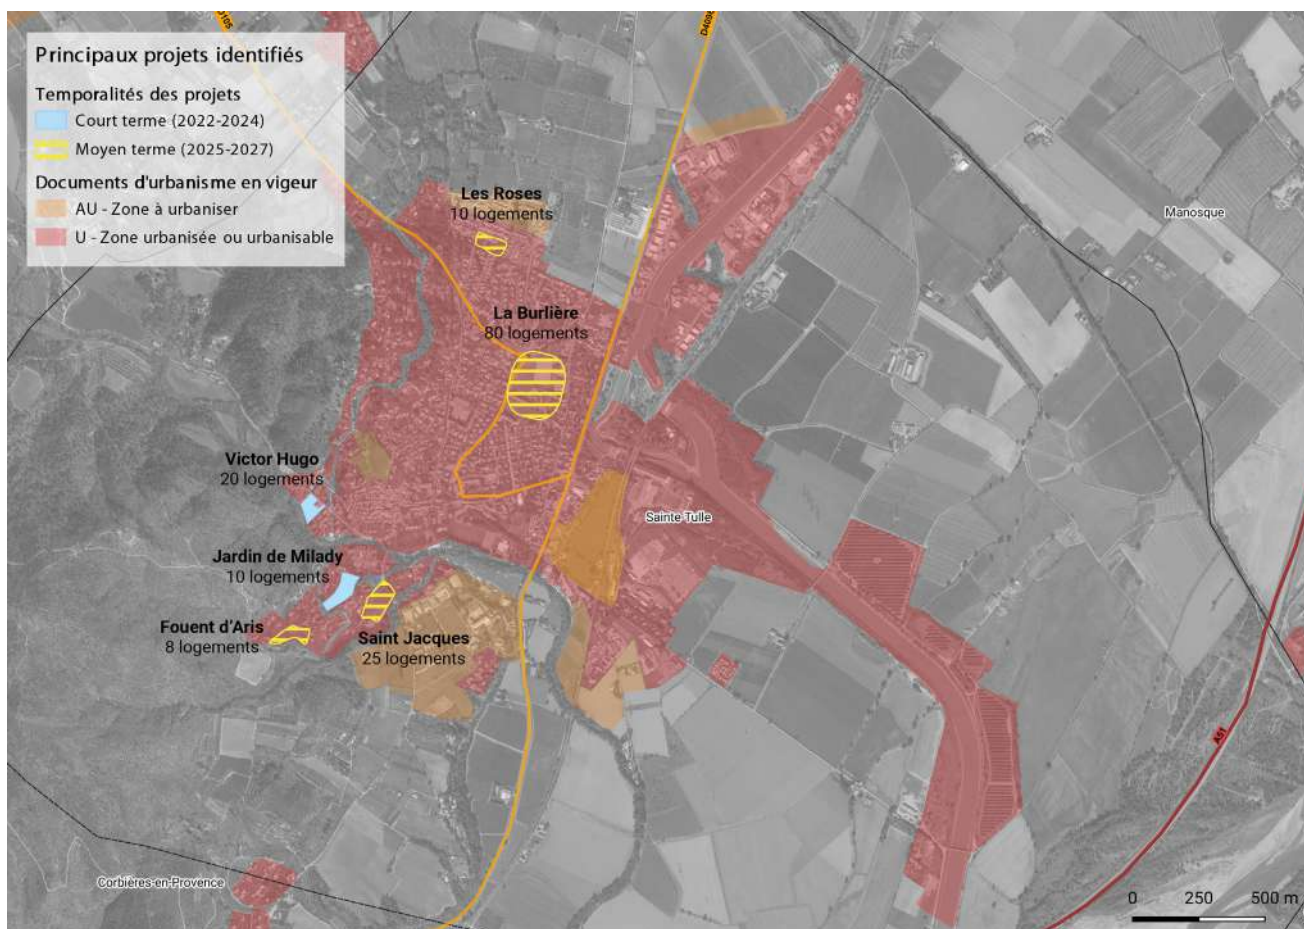 D105
D4096
Principaux projets identifiés
Temporalités des projets
Court terme (2022-2024)
Moyen terme (2025-2027)
Documents d'urbanisme en vigueur
AU - Zone à urbaniser
U - Zone urbanisée ou urbanisable
Les Roses
10 logements
Manosque
La Burlière
80 logements
Victor Hugo
20 logements
Sainte-Tulle
Jardin de Milady
10 logements
Fouent d'Aris
8 logements
Saint Jacques
25 logements
A51
Corbières-en-Provence
0 250 500 m